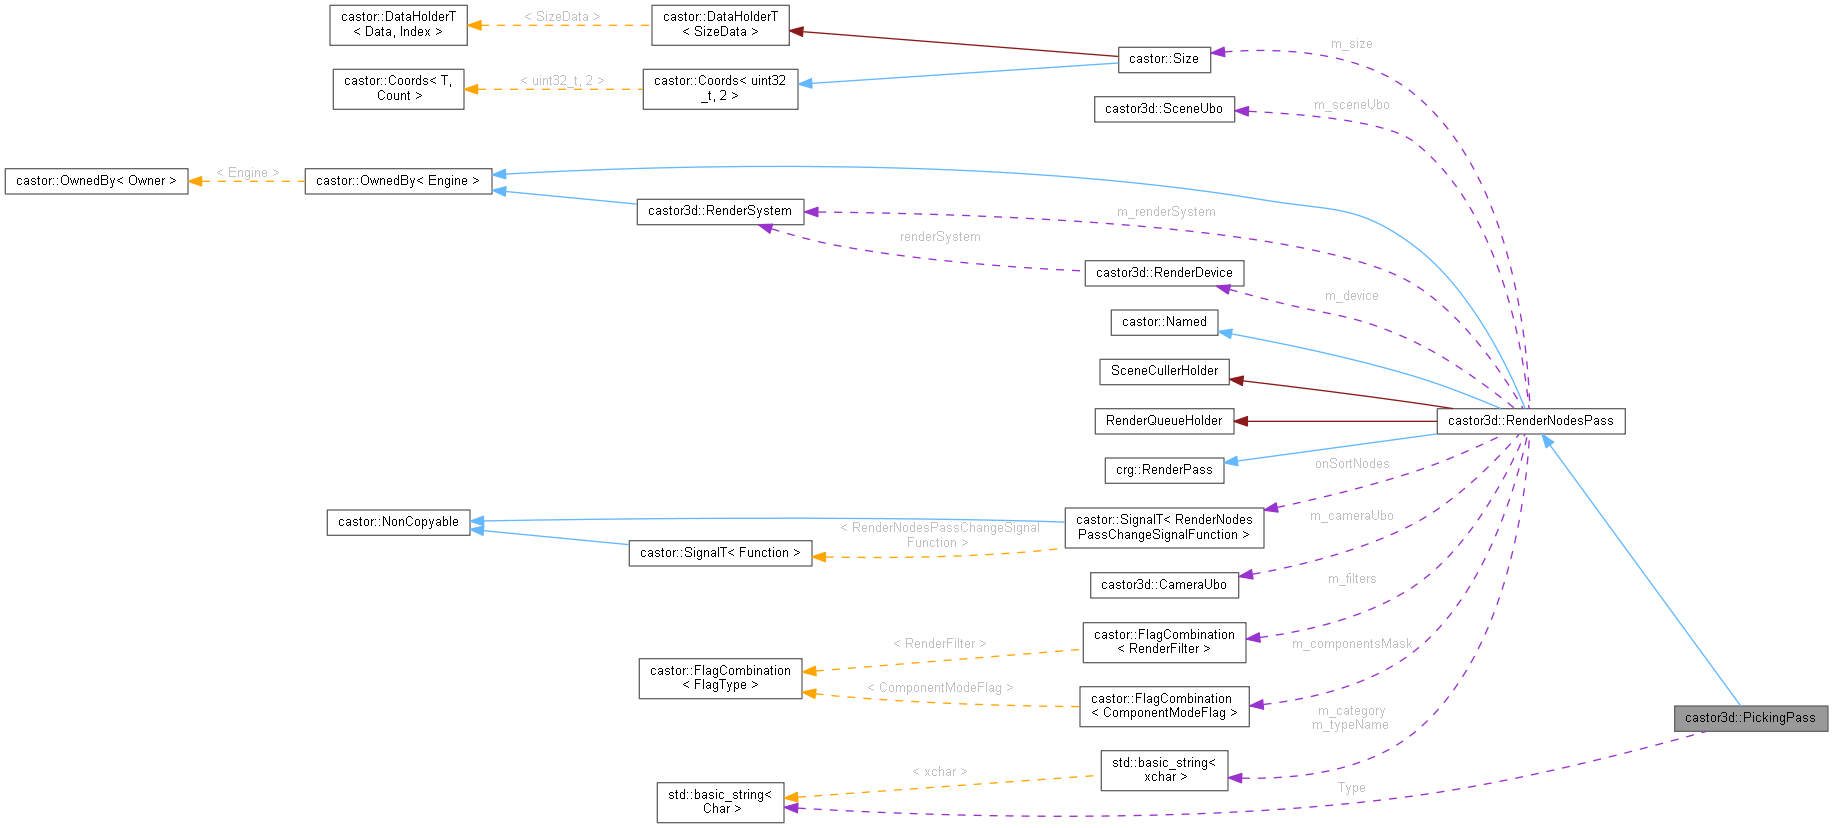 castor::DataHolderT
< Data, Index >
< SizeData >
castor::DataHolderT
< SizeData >
castor::Size
m_size
castor::Coords< T,
Count >
< uint32_t, 2 >
castor::Coords< uint32
_t, 2 >
castor3d::SceneUbo
m_sceneUbo
castor::OwnedBy< Owner >
< Engine >
castor::OwnedBy< Engine >
castor3d::RenderSystem
m_renderSystem
renderSystem
castor3d::RenderDevice
m_device
castor::Named
SceneCullerHolder
RenderQueueHolder
castor3d::RenderNodesPass
crg::RenderPass
onSortNodes
castor::NonCopyable
castor::SignalT< Function >
< RenderNodesPassChangeSignal
Function >
castor::SignalT< RenderNodes
PassChangeSignalFunction >
m_cameraUbo
castor3d::CameraUbo
m_filters
castor::FlagCombination
< RenderFilter >
< RenderFilter >
m_componentsMask
castor::FlagCombination
< FlagType >
< ComponentModeFlag >
castor::FlagCombination
< ComponentModeFlag >
m_category
m_typeName
castor3d::PickingPass
std::basic_string<
xchar >
< xchar >
std::basic_string<
Char >
Type